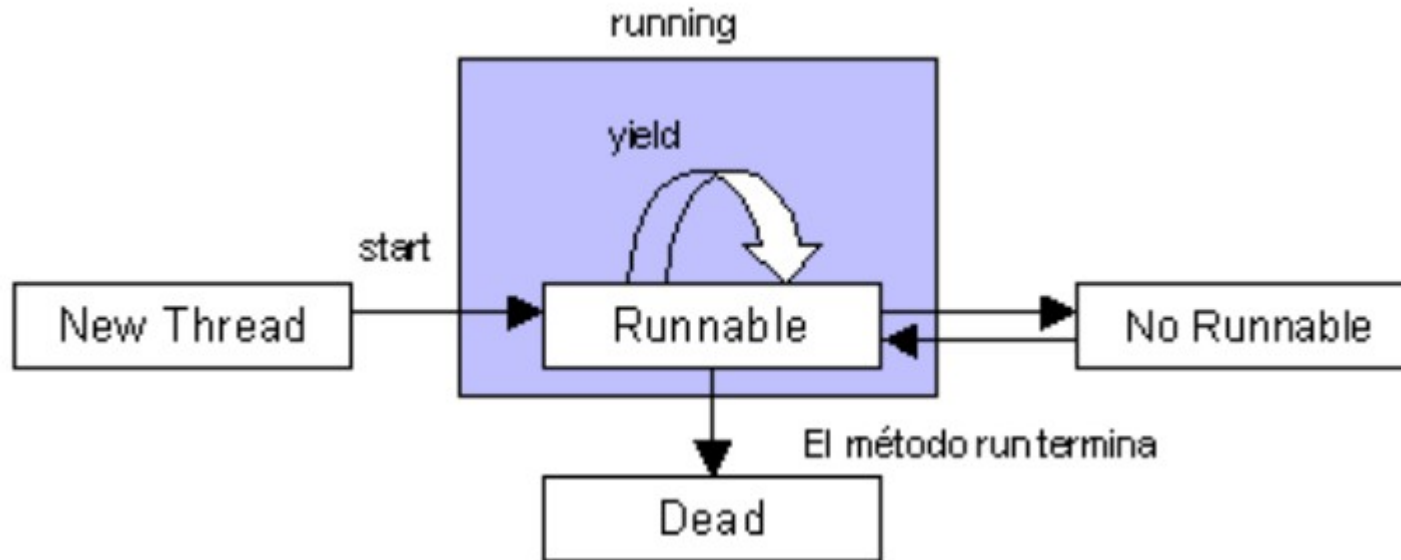 running
yield
start
New Thread
Runnable
No Runnable
El método run termina
Dead